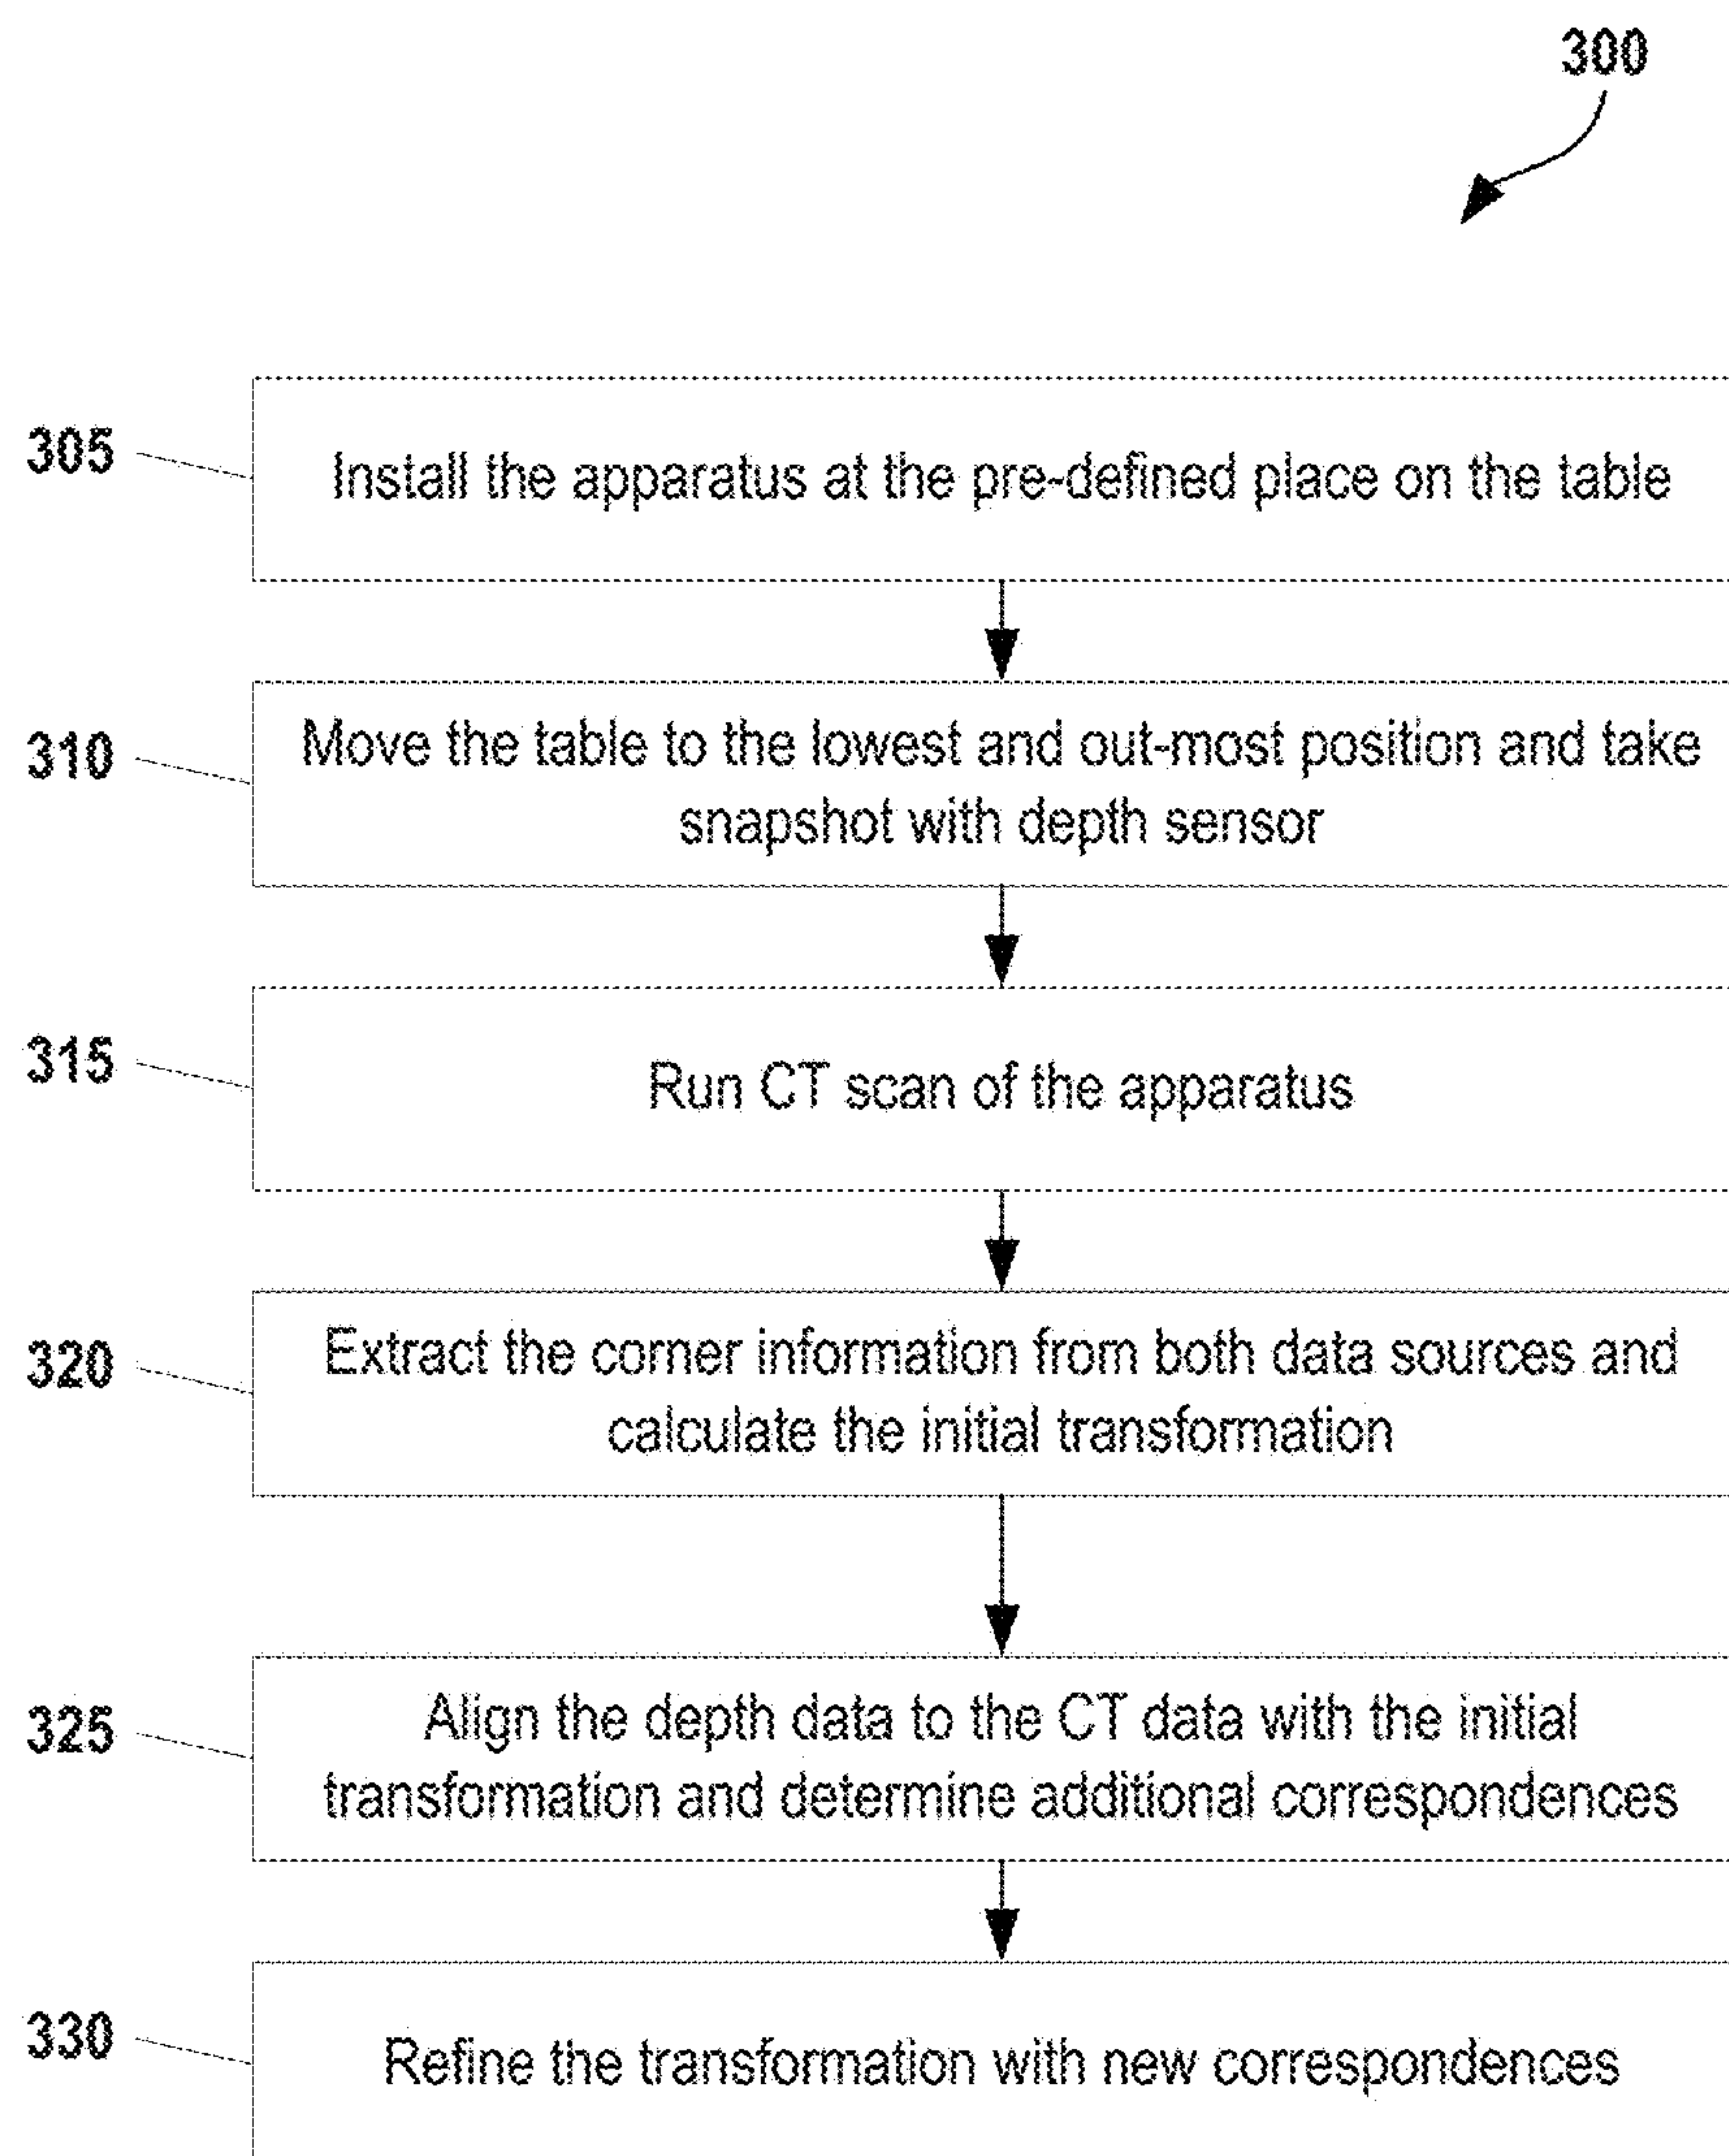 300
305
Install the apparatus at the pre-defined place on the table
310
Move the table to the lowest and out-most position and take
snapshot with depth sensor
315
Run CT scan of the apparatus
320
Extract the corner information from both data sources and
calculate the initial transformation
325
Align the depth data to the CT data with the initial
transformation and determine additional correspondences
330
Refine the transformation with new correspondences